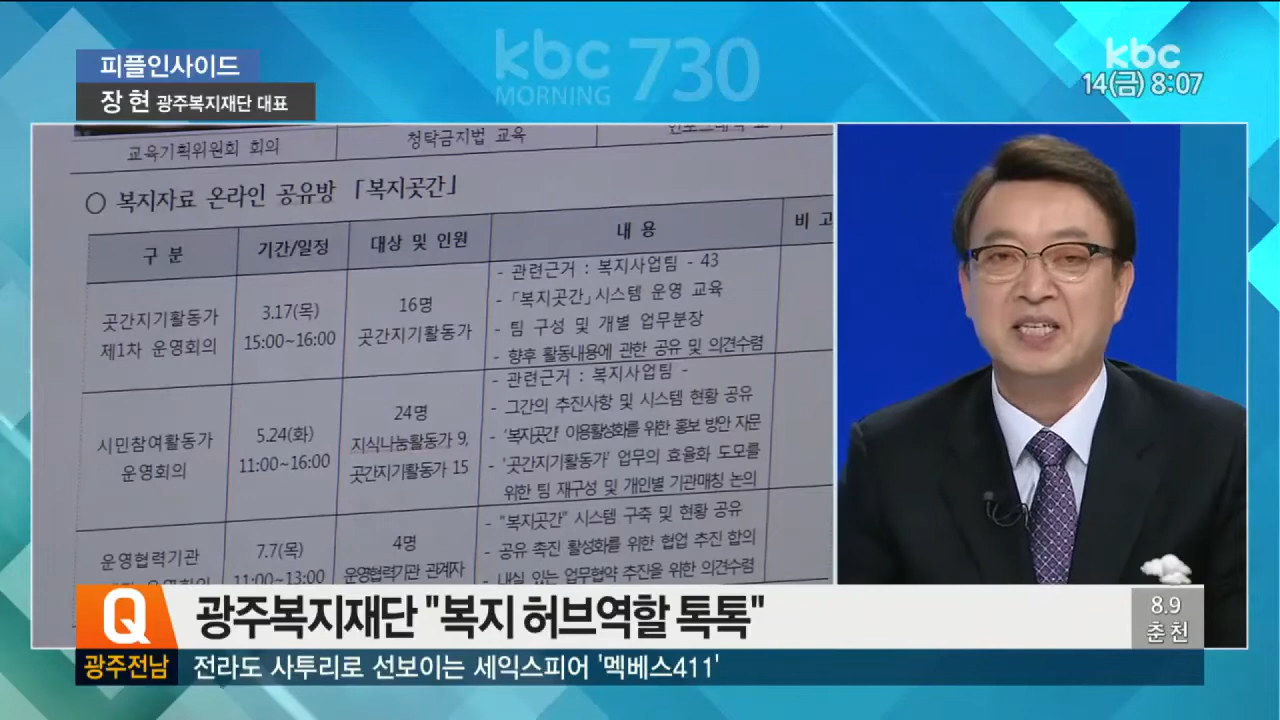 kbc 730
MORNING
kbc
14(금) 8:07
피플인사이드
장 현 광주복지재단 대표
교육기획위원회 회의
청탁금지법 교육
○ 복지자료 온라인 공유방 「복지곳간」
구 분 기간/일정 대상 및 인원 내 용 비 고
곳간지기활동가
제1차 운영회의
3.17(목)
15:00~16:00
16명
곳간지기활동가
- 관련근거 : 복지사업팀 - 43
- 「복지곳간」시스템 운영 교육
- 팀 구성 및 개별 업무분장
- 향후 활동내용에 관한 공유 및 의견수렴
시민참여활동가
운영회의
5.24(화)
11:00~16:00
24명
지식나눔활동가 9,
곳간지기활동가 15
- 관련근거 : 복지사업팀 -
- 그간의 추진사항 및 시스템 현황 공유
- '복지곳간' 이용활성화를 위한 홍보 방안 자문
- '곳간지기활동가' 업무의 효율화 도모를
위한 팀 재구성 및 개인별 기관매칭 논의
운영협력기관
7.7(목)
11:00~13:00
4명
운영협력기관 관계자
- "복지곳간" 시스템 구축 및 현황 공유
- 공유 촉진 활성화를 위한 협업 추진 합의
- 내실 있는 업무협약 추진을 위한 의견수렴
Q 광주복지재단 "복지 허브역할 톡톡"
8.9
춘천
광주전남 전라도 사투리로 선보이는 세익스피어 '멕베스411'